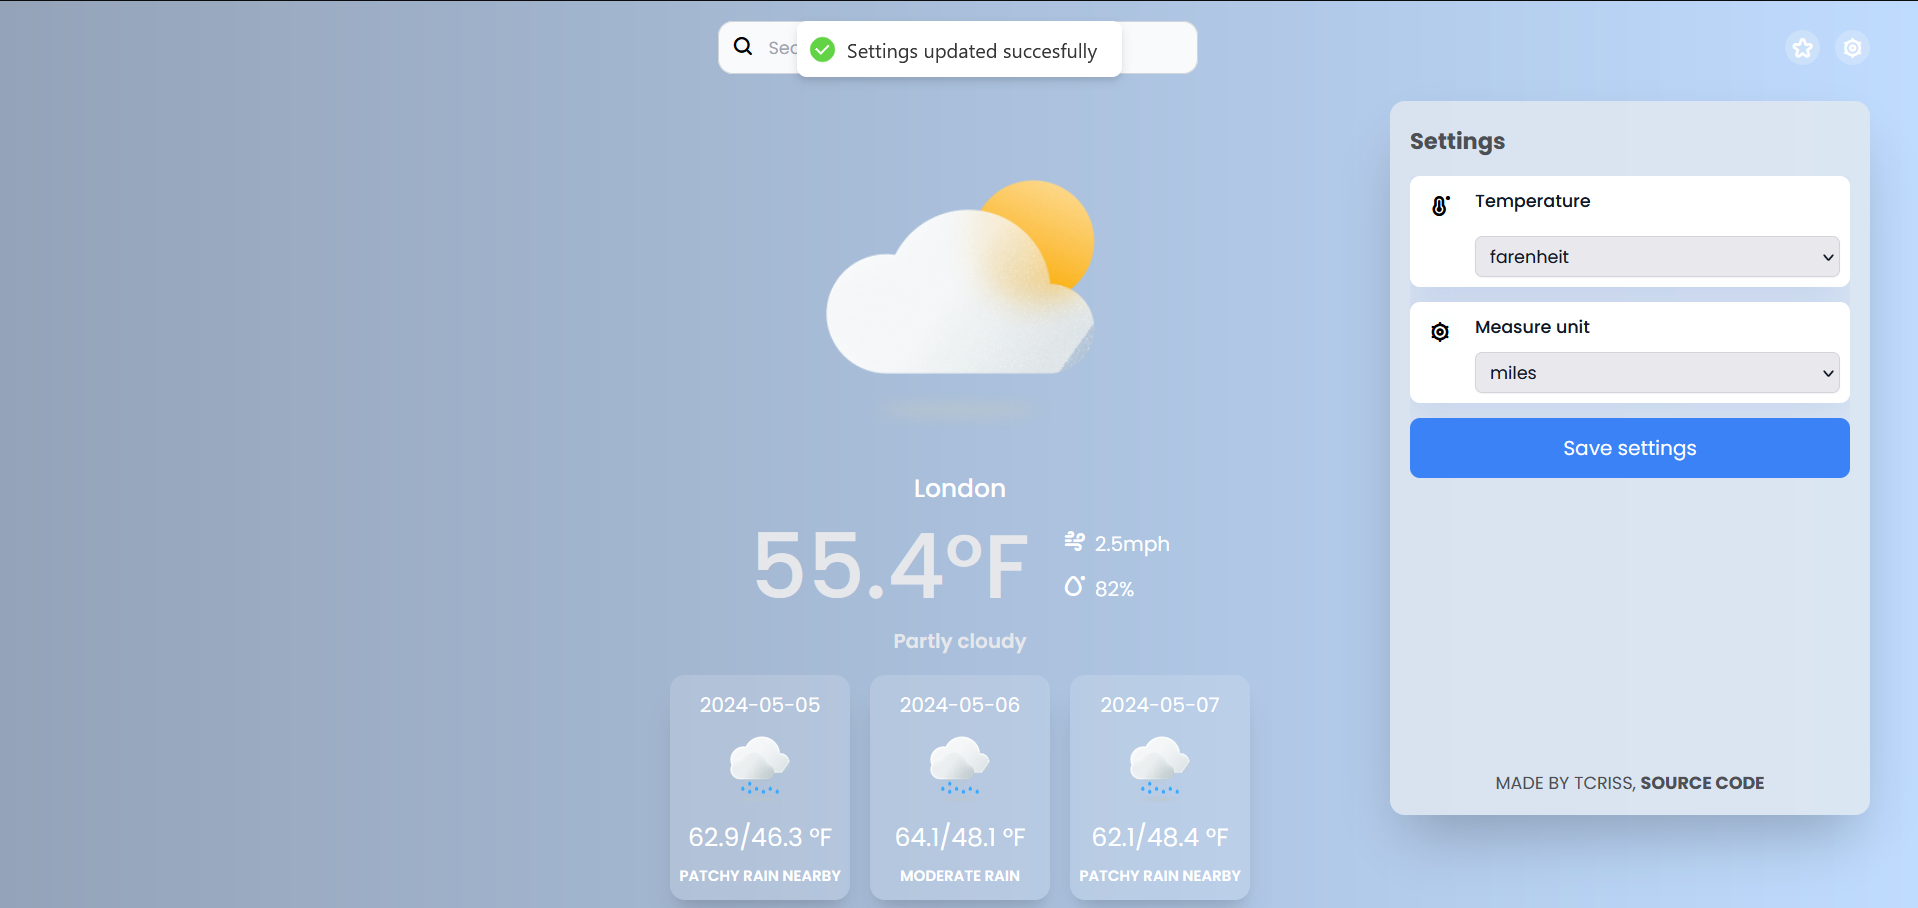 Settings updated succesfully
Settings
Temperature
farenheit
Measure unit
miles
Save settings
London
55.4°F
2.5mph
82%
Partly cloudy
2024-05-05
62.9/46.3 °F
PATCHY RAIN NEARBY
2024-05-06
64.1/48.1 °F
MODERATE RAIN
2024-05-07
62.1/48.4 °F
PATCHY RAIN NEARBY
MADE BY TCRISS, SOURCE CODE